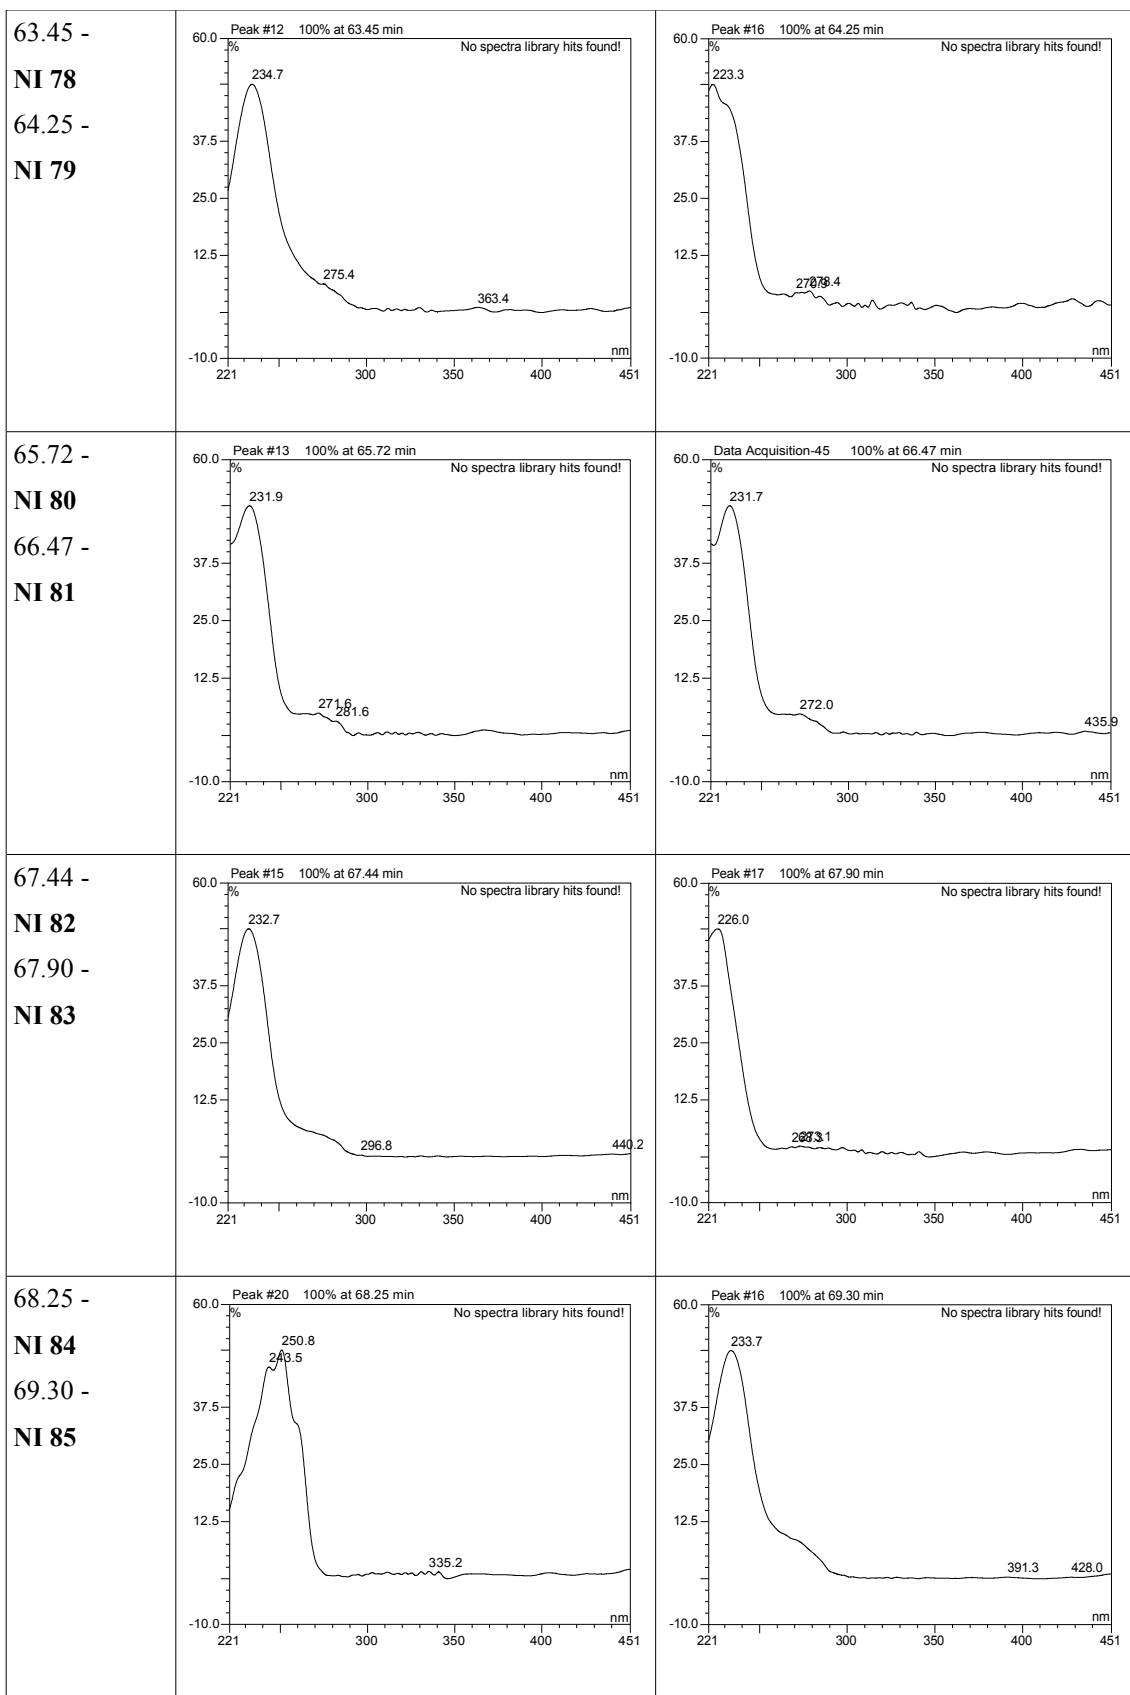 63.45 -
NI 78
64.25 -
NI 79
Peak #12 100% at 63.45 min
60.0
%
No spectra library hits found!
234.7
37.5
25.0
12.5
275.4
363.4
-10.0
nm
221 300 350 400 451
Peak #16 100% at 64.25 min
60.0
%
No spectra library hits found!
223.3
37.5
25.0
12.5
270.9 278.4
-10.0
nm
221 300 350 400 451
65.72 -
NI 80
66.47 -
NI 81
Peak #13 100% at 65.72 min
60.0
%
No spectra library hits found!
231.9
37.5
25.0
12.5
271.6
281.6
-10.0
nm
221 300 350 400 451
Data Acquisition-45 100% at 66.47 min
60.0
%
No spectra library hits found!
231.7
37.5
25.0
12.5
272.0
435.9
-10.0
nm
221 300 350 400 451
67.44 -
NI 82
67.90 -
NI 83
Peak #15 100% at 67.44 min
60.0
%
No spectra library hits found!
232.7
37.5
25.0
12.5
296.8
440.2
-10.0
nm
221 300 350 400 451
Peak #17 100% at 67.90 min
60.0
%
No spectra library hits found!
226.0
37.5
25.0
12.5
268.3 273.1
-10.0
nm
221 300 350 400 451
68.25 -
NI 84
69.30 -
NI 85
Peak #20 100% at 68.25 min
60.0
%
No spectra library hits found!
250.8
243.5
37.5
25.0
12.5
335.2
-10.0
nm
221 300 350 400 451
Peak #16 100% at 69.30 min
60.0
%
No spectra library hits found!
233.7
37.5
25.0
12.5
391.3 428.0
-10.0
nm
221 300 350 400 451